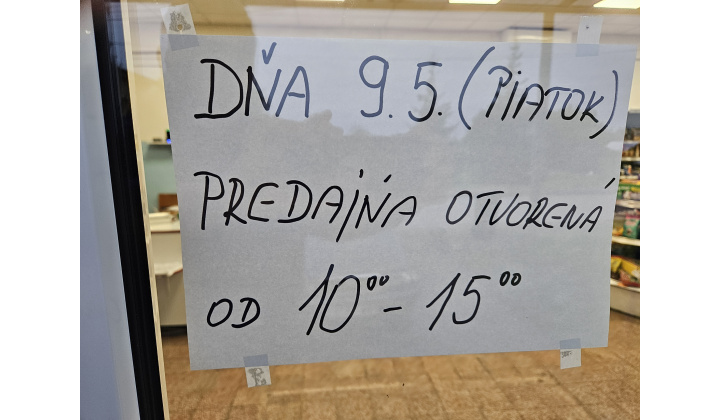 DŇA 9.5. (PIATOK)
PREDAJŇA OTVORENÁ
OD 10⁰⁰ - 15⁰⁰